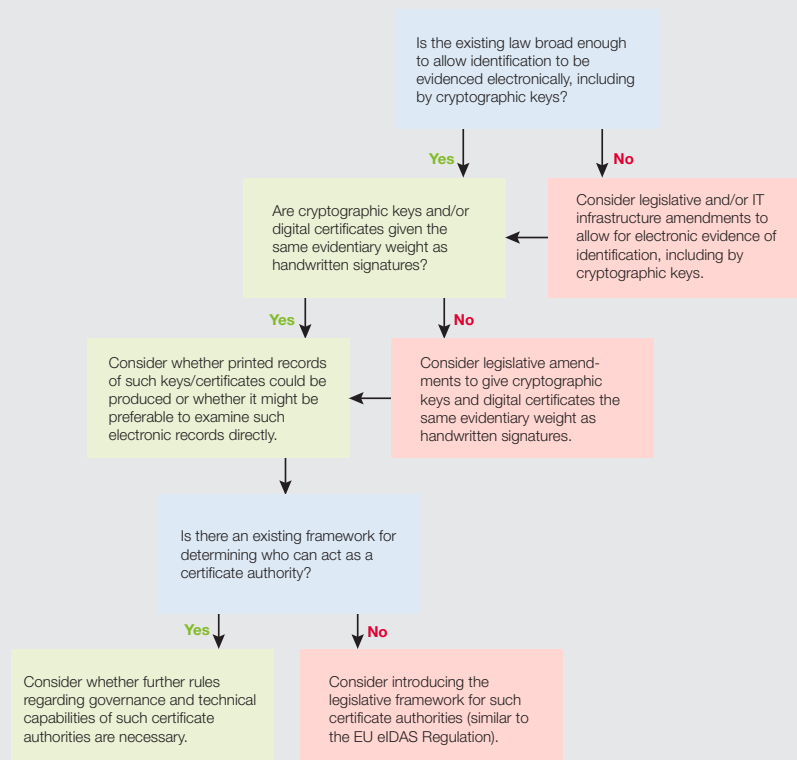 Is the existing law broad enough
to allow identification to be
evidenced electronically, including
by cryptographic keys?
Yes
No
Are cryptographic keys and/or
digital certificates given the
same evidentiary weight as
handwritten signatures?
Consider legislative and/or IT
infrastructure amendments to
allow for electronic evidence of
identification, including by
cryptographic keys.
Yes
No
Consider whether printed records
of such keys/certificates could be
produced or whether it might be
preferable to examine such
electronic records directly.
Consider legislative amend-
ments to give cryptographic
keys and digital certificates the
same evidentiary weight as
handwritten signatures.
Is there an existing framework for
determining who can act as a
certificate authority?
Yes
No
Consider whether further rules
regarding governance and technical
capabilities of such certificate
authorities are necessary.
Consider introducing the
legislative framework for such
certificate authorities (similar to
the EU eIDAS Regulation).